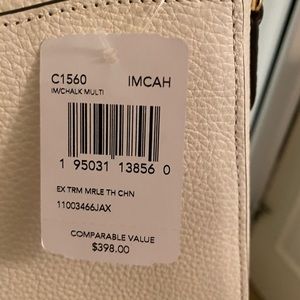 C1560 IMCAH
IM/CHALK MULTI
1 95031 13856 0
EX TRM MRLE TH CHN
11003466JAX
COMPARABLE VALUE
$398.00